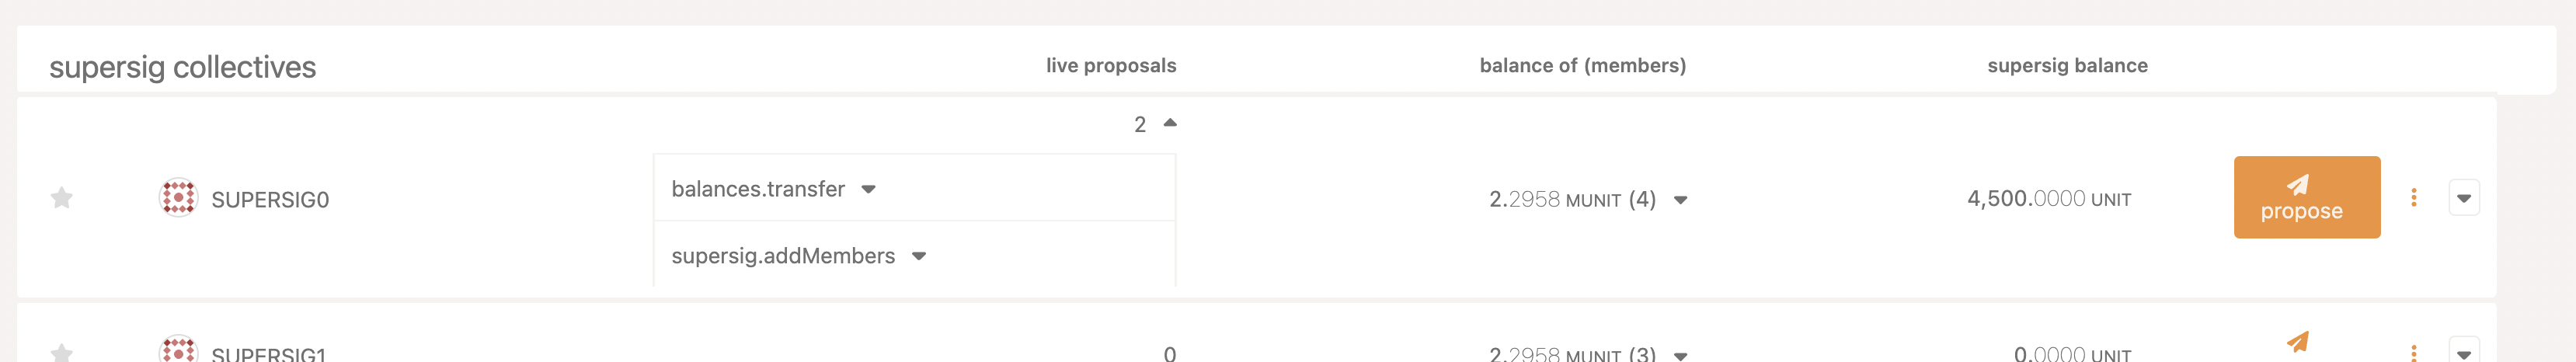 supersig collectives live proposals balance of (members) supersig balance
2
SUPERSIG0 balances.transfer 2.2958 MUNIT (4) 4,500.0000 UNIT propose
supersig.addMembers
SUPERSIG1 0 2.2958 MUNIT (3) 0.0000 UNIT